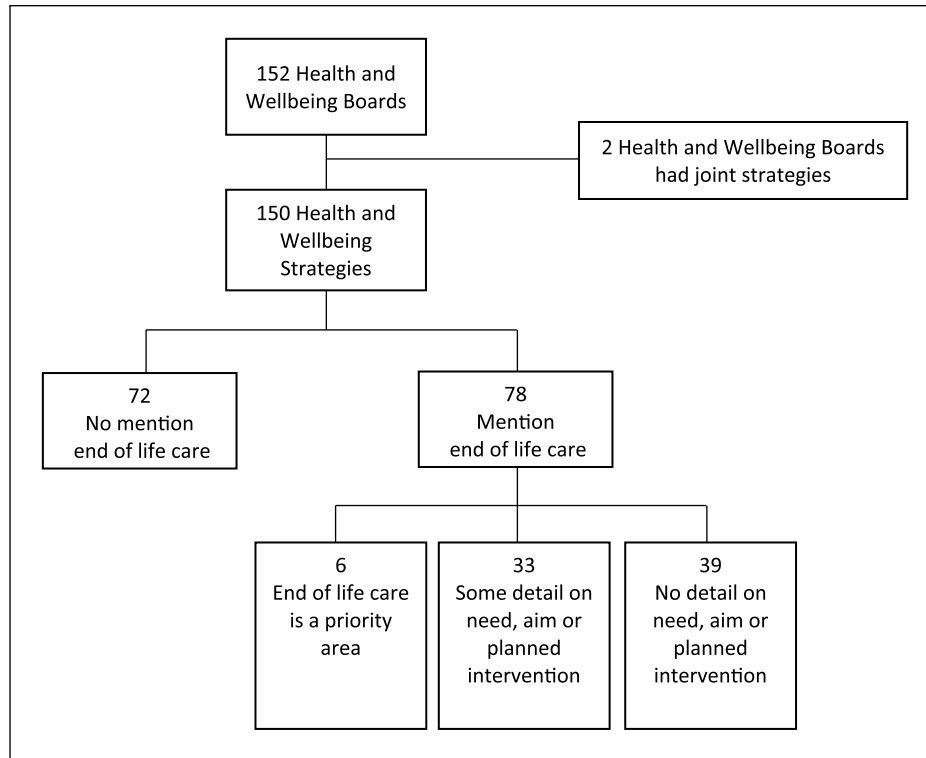 152 Health and
Wellbeing Boards
2 Health and Wellbeing Boards
had joint strategies
150 Health and
Wellbeing
Strategies
72
No mention
end of life care
78
Mention
end of life care
6
End of life care
is a priority
area
33
Some detail on
need, aim or
planned
intervention
39
No detail on
need, aim or
planned
intervention